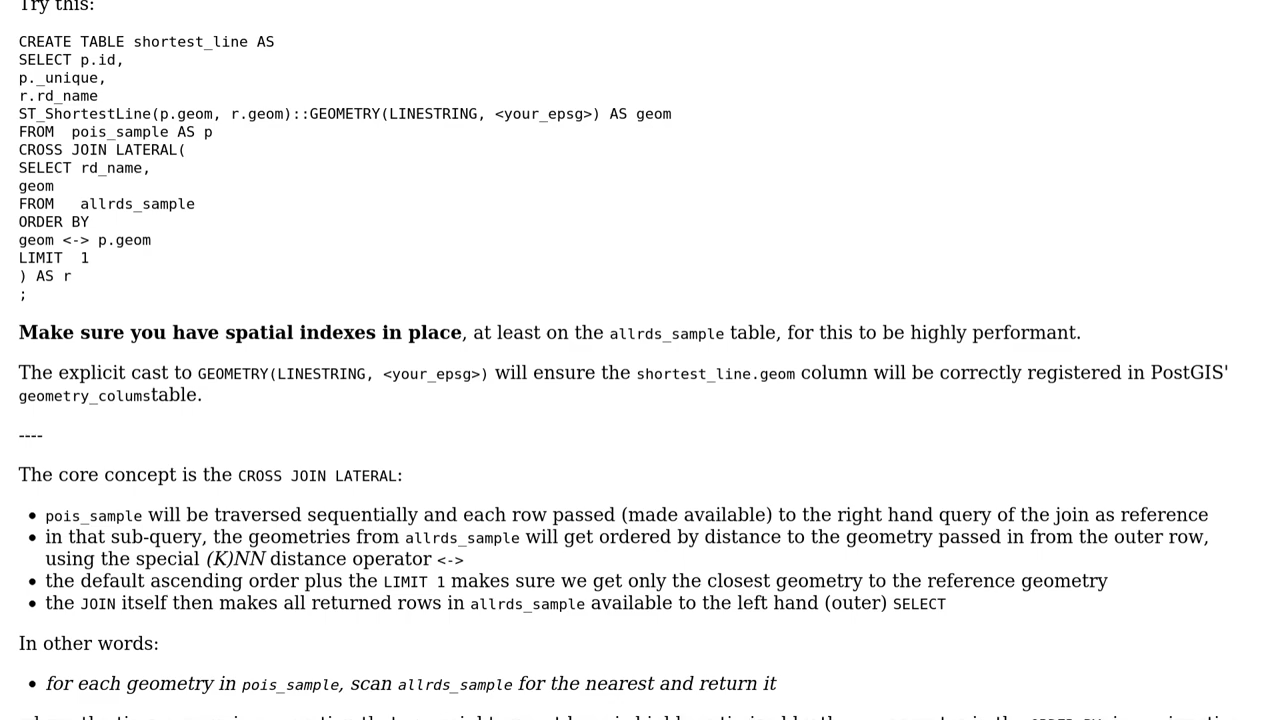 Try this:
CREATE TABLE shortest_line AS
SELECT p.id,
p._unique,
r.rd_name
ST_ShortestLine(p.geom, r.geom)::GEOMETRY(LINESTRING, <your_epsg>) AS geom
FROM  pois_sample AS p
CROSS JOIN LATERAL(
SELECT rd_name,
geom
FROM   allrds_sample
ORDER BY
geom <-> p.geom
LIMIT  1
) AS r
;
Make sure you have spatial indexes in place, at least on the allrds_sample table, for this to be highly performant.
The explicit cast to GEOMETRY(LINESTRING, <your_epsg>) will ensure the shortest_line.geom column will be correctly registered in PostGIS'
geometry_columstable.
----
The core concept is the CROSS JOIN LATERAL:
• pois_sample will be traversed sequentially and each row passed (made available) to the right hand query of the join as reference
• in that sub-query, the geometries from allrds_sample will get ordered by distance to the geometry passed in from the outer row,
using the special (K)NN distance operator <->
• the default ascending order plus the LIMIT 1 makes sure we get only the closest geometry to the reference geometry
• the JOIN itself then makes all returned rows in allrds_sample available to the left hand (outer) SELECT
In other words:
• for each geometry in pois_sample, scan allrds_sample for the nearest and return it